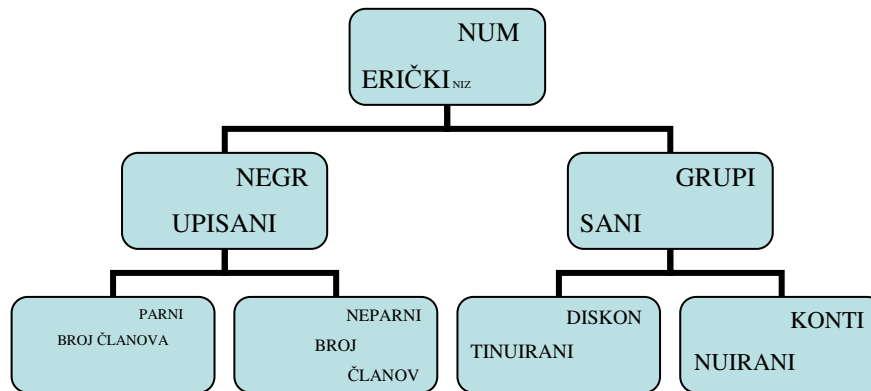 NUM
ERIČKI NIZ
NEGR
UPISANI
GRUPI
SANI
PARNI
BROJ ČLANOVA
NEPARNI
BROJ
ČLANOV
DISKON
TINUIRANI
KONTI
NUIRANI